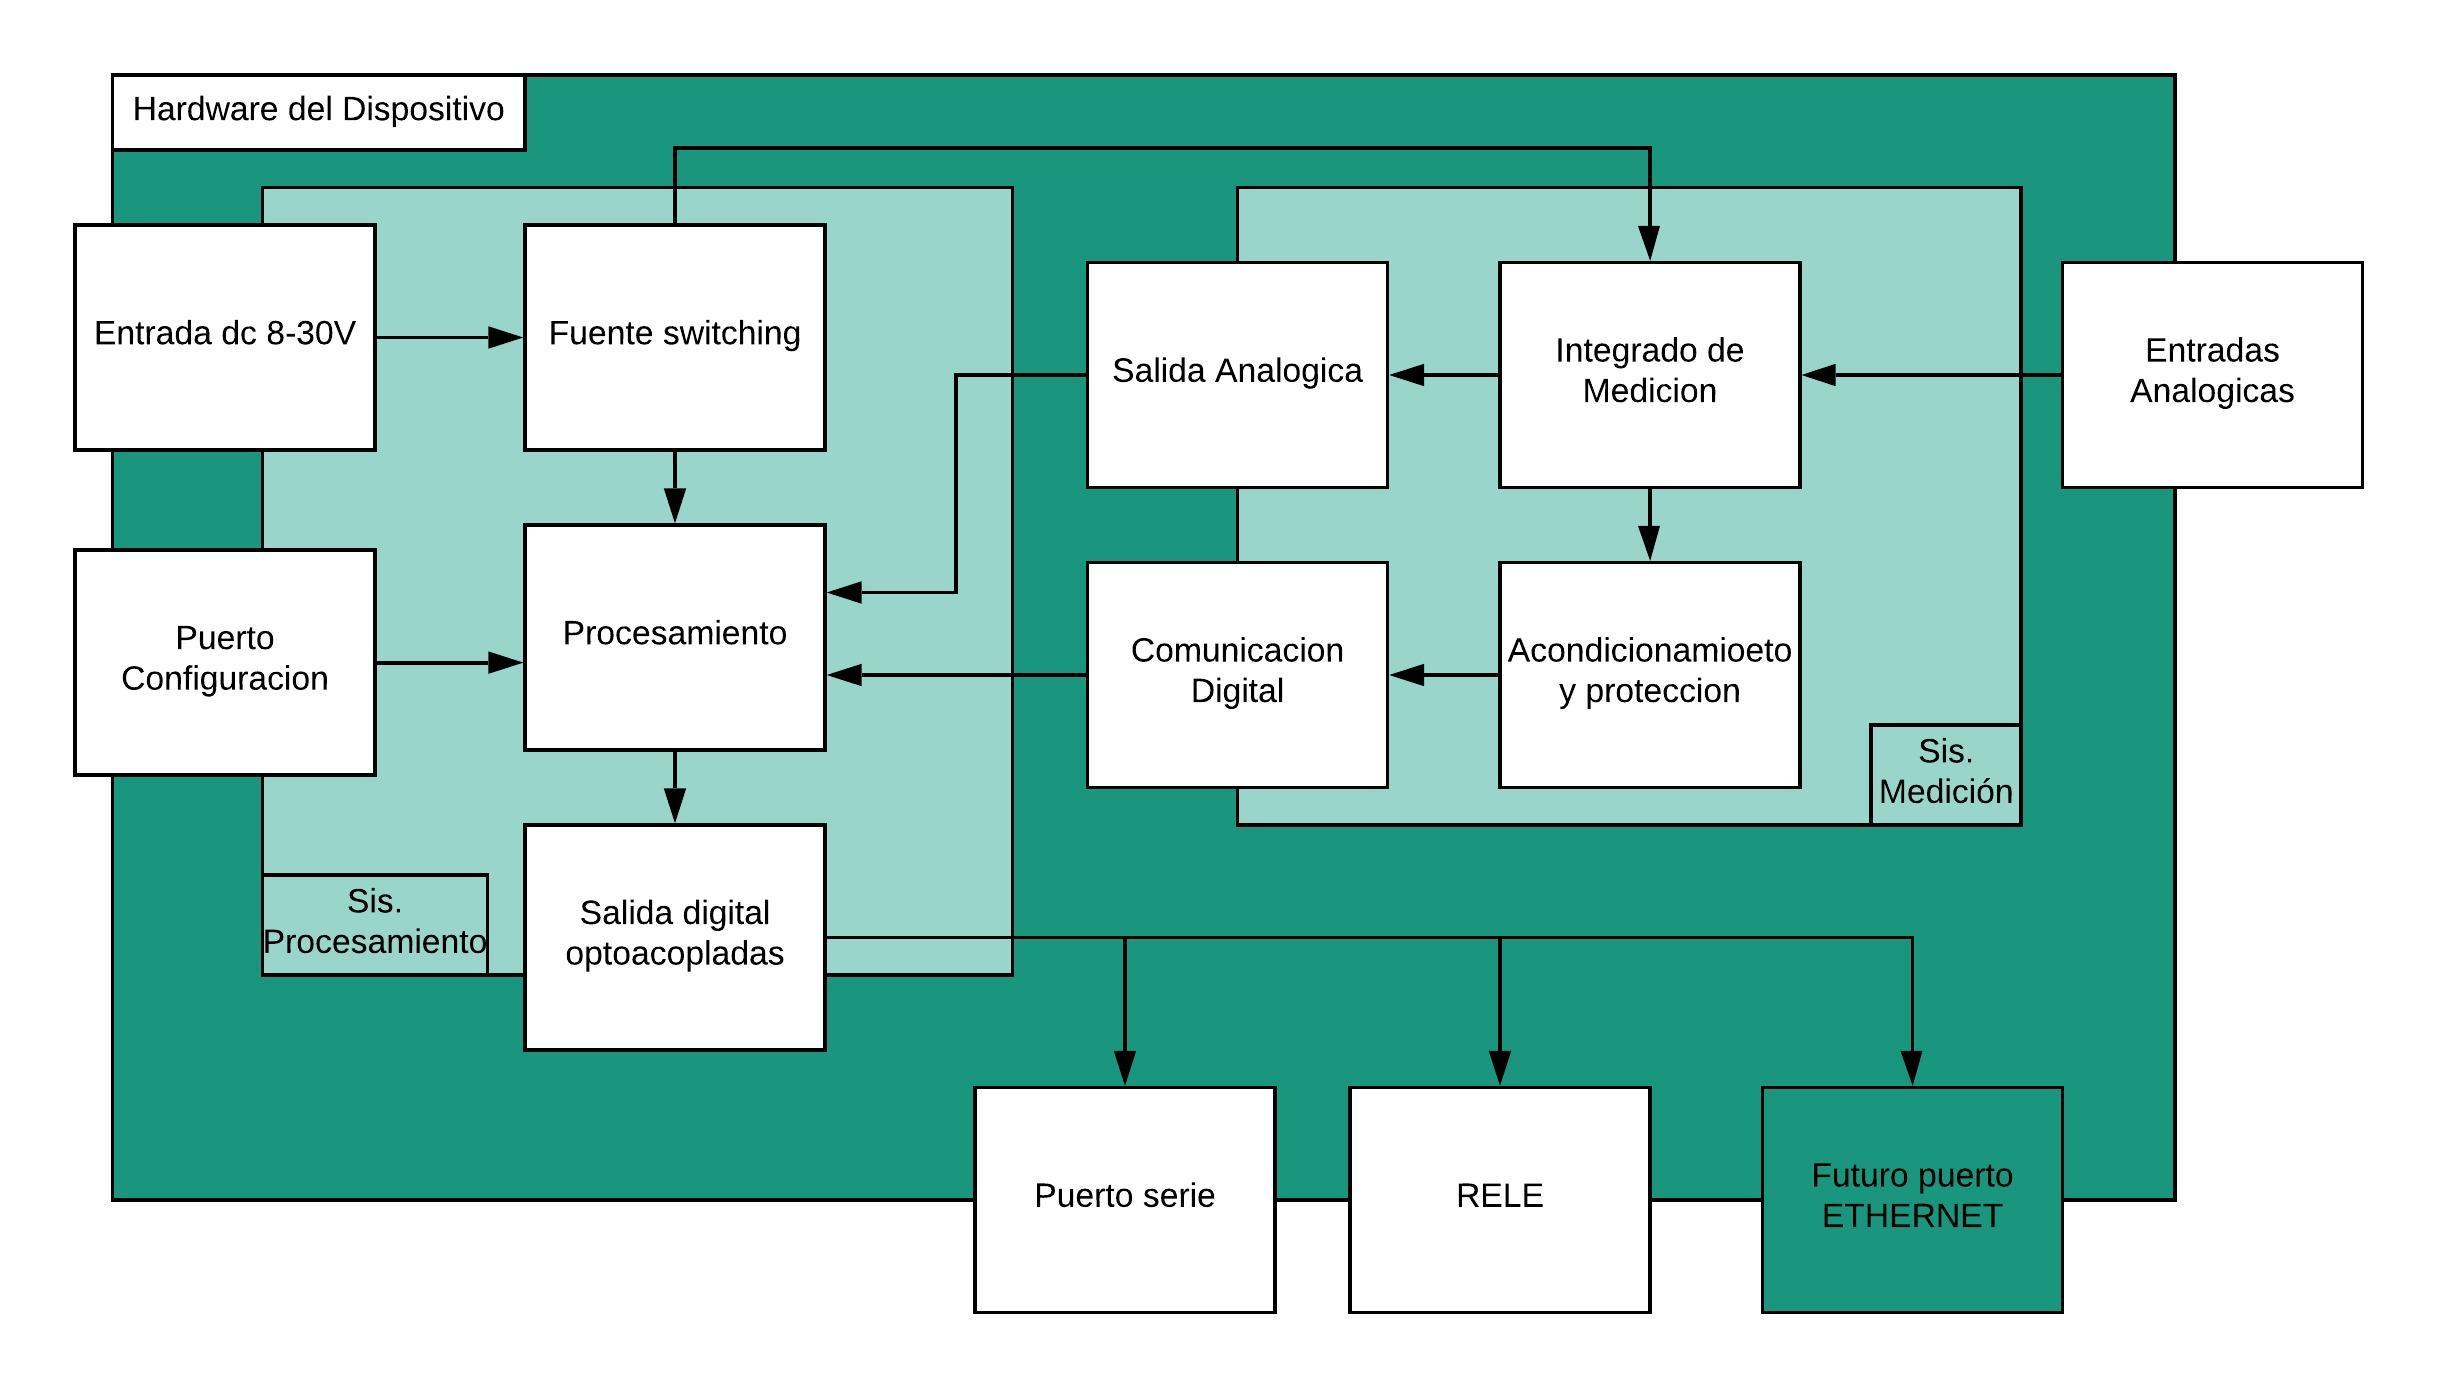 Hardware del Dispositivo
Entrada dc 8-30V
Fuente switching
Salida Analogica
Integrado de
Medicion
Entradas
Analogicas
Puerto
Configuracion
Procesamiento
Comunicacion
Digital
Acondicionamioeto
y proteccion
Sis.
Medición
Sis.
Procesamiento
Salida digital
optoacopladas
Puerto serie
RELE
Futuro puerto
ETHERNET